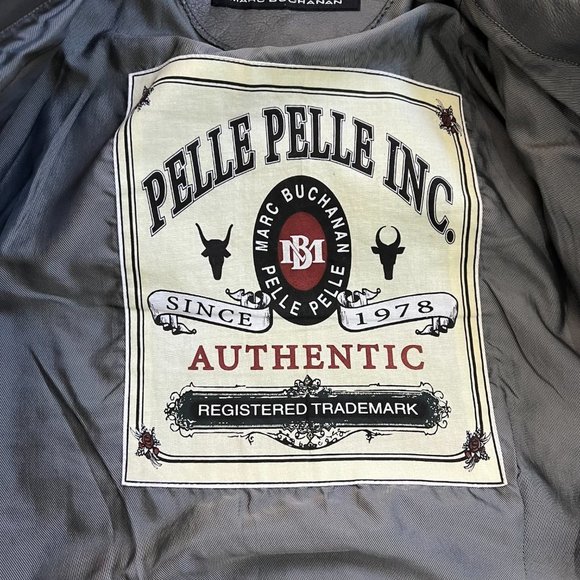 MARC BUCHANAN
PELLE PELLE INC.
MARC BUCHANAN
MB
PELLE PELLE
SINCE 1978
AUTHENTIC
REGISTERED TRADEMARK